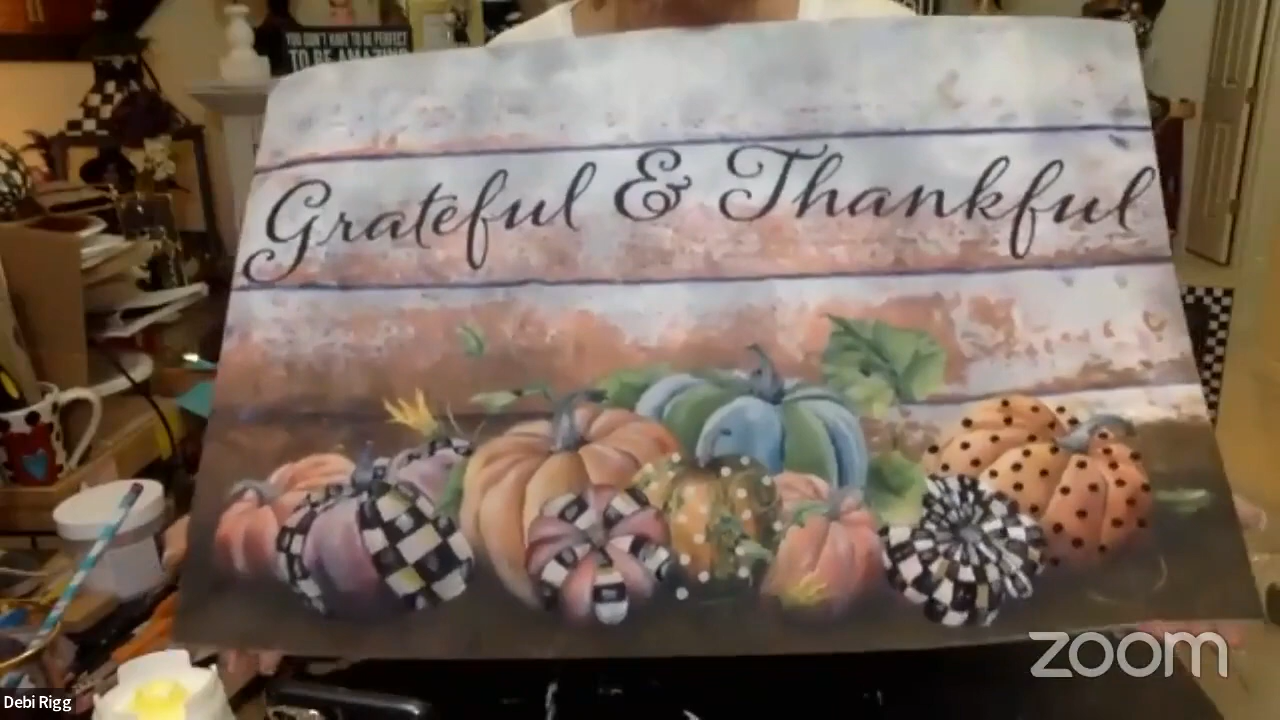 YOU DON'T HAVE TO BE PERFECT
TO BE AMAZING
Grateful & Thankful
zoom
Debi Rigg